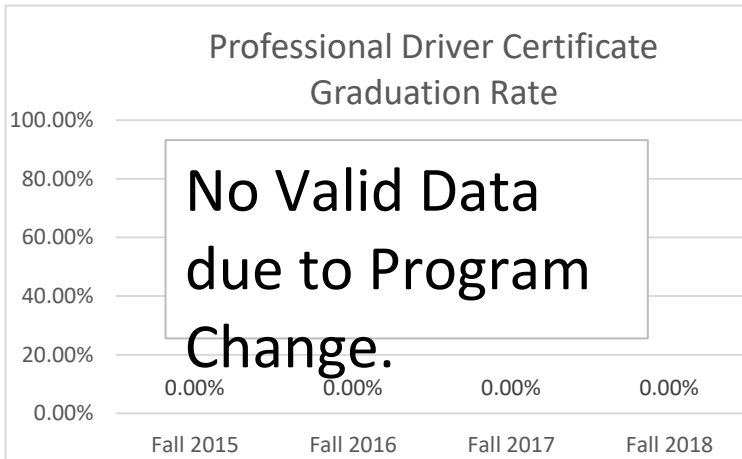 Professional Driver Certificate
Graduation Rate
100.00%
80.00%
60.00%
40.00%
20.00%
0.00%
No Valid Data
due to Program
Change.
0.00% 0.00% 0.00% 0.00%
Fall 2015 Fall 2016 Fall 2017 Fall 2018